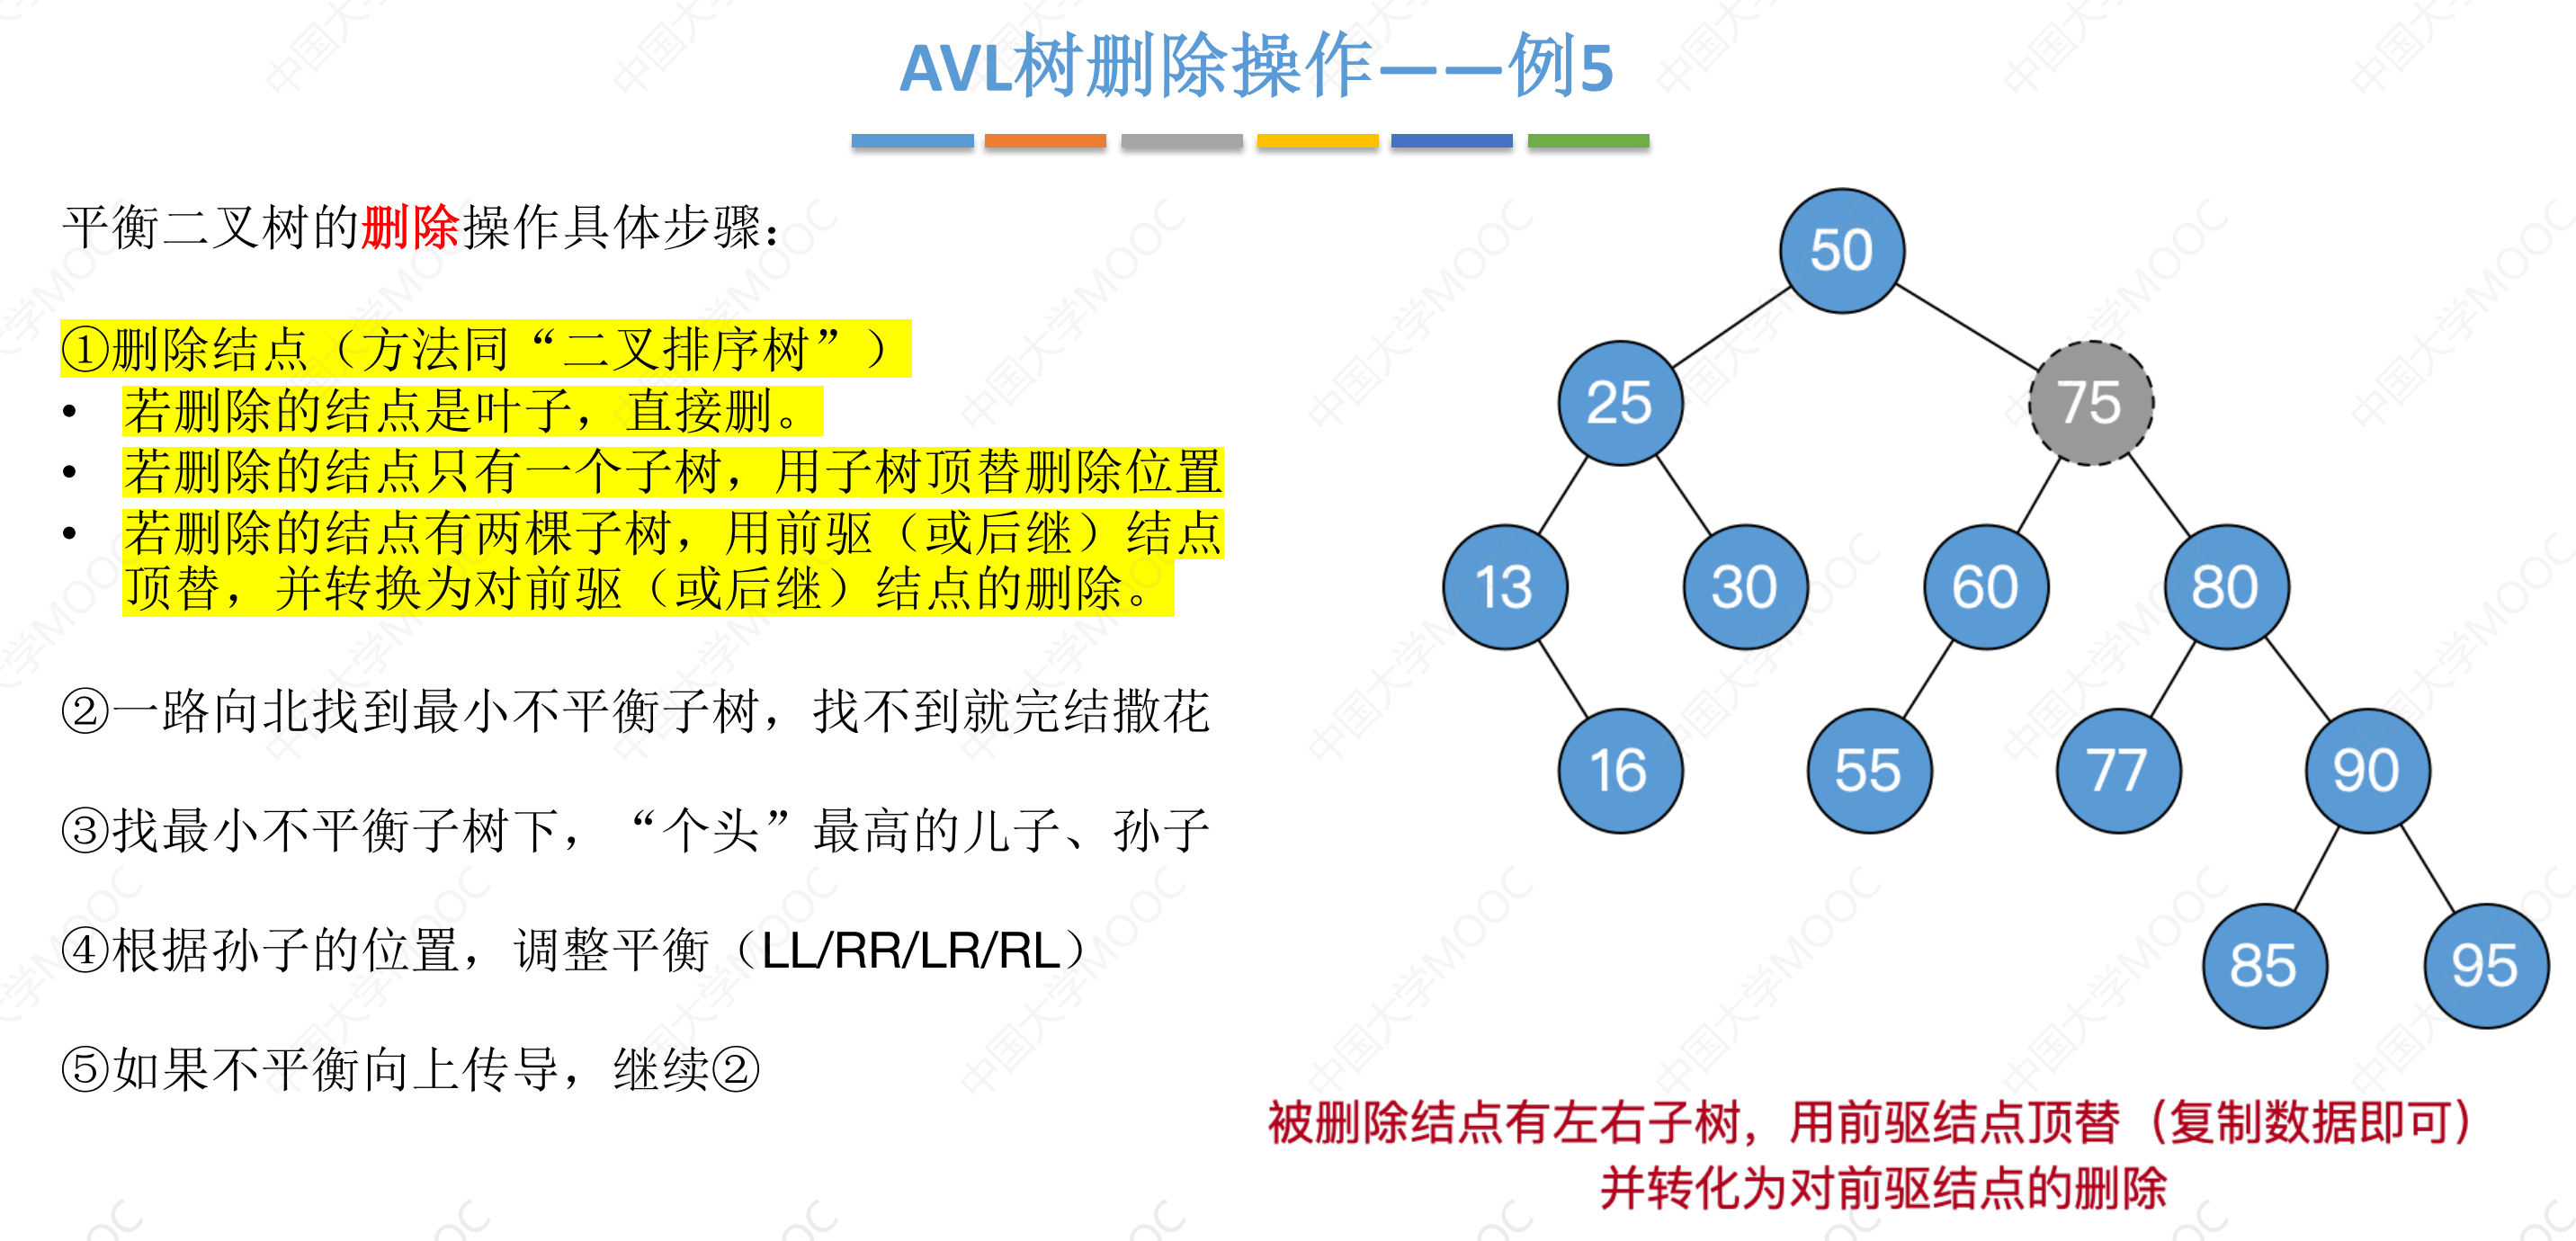 AVL树删除操作——例5
平衡二叉树的删除操作具体步骤：
①删除结点（方法同“二叉排序树”）
• 若删除的结点是叶子，直接删。
• 若删除的结点只有一个子树，用子树顶替删除位置
• 若删除的结点有两棵子树，用前驱（或后继）结点
顶替，并转换为对前驱（或后继）结点的删除。
②一路向北找到最小不平衡子树，找不到就完结撒花
③找最小不平衡子树下，“个头”最高的儿子、孙子
④根据孙子的位置，调整平衡（LL/RR/LR/RL）
⑤如果不平衡向上传导，继续②
50
25 75
13 30 60 80
16 55 77 90
85 95
被删除结点有左右子树，用前驱结点顶替（复制数据即可）
并转化为对前驱结点的删除
中国大学MOOC